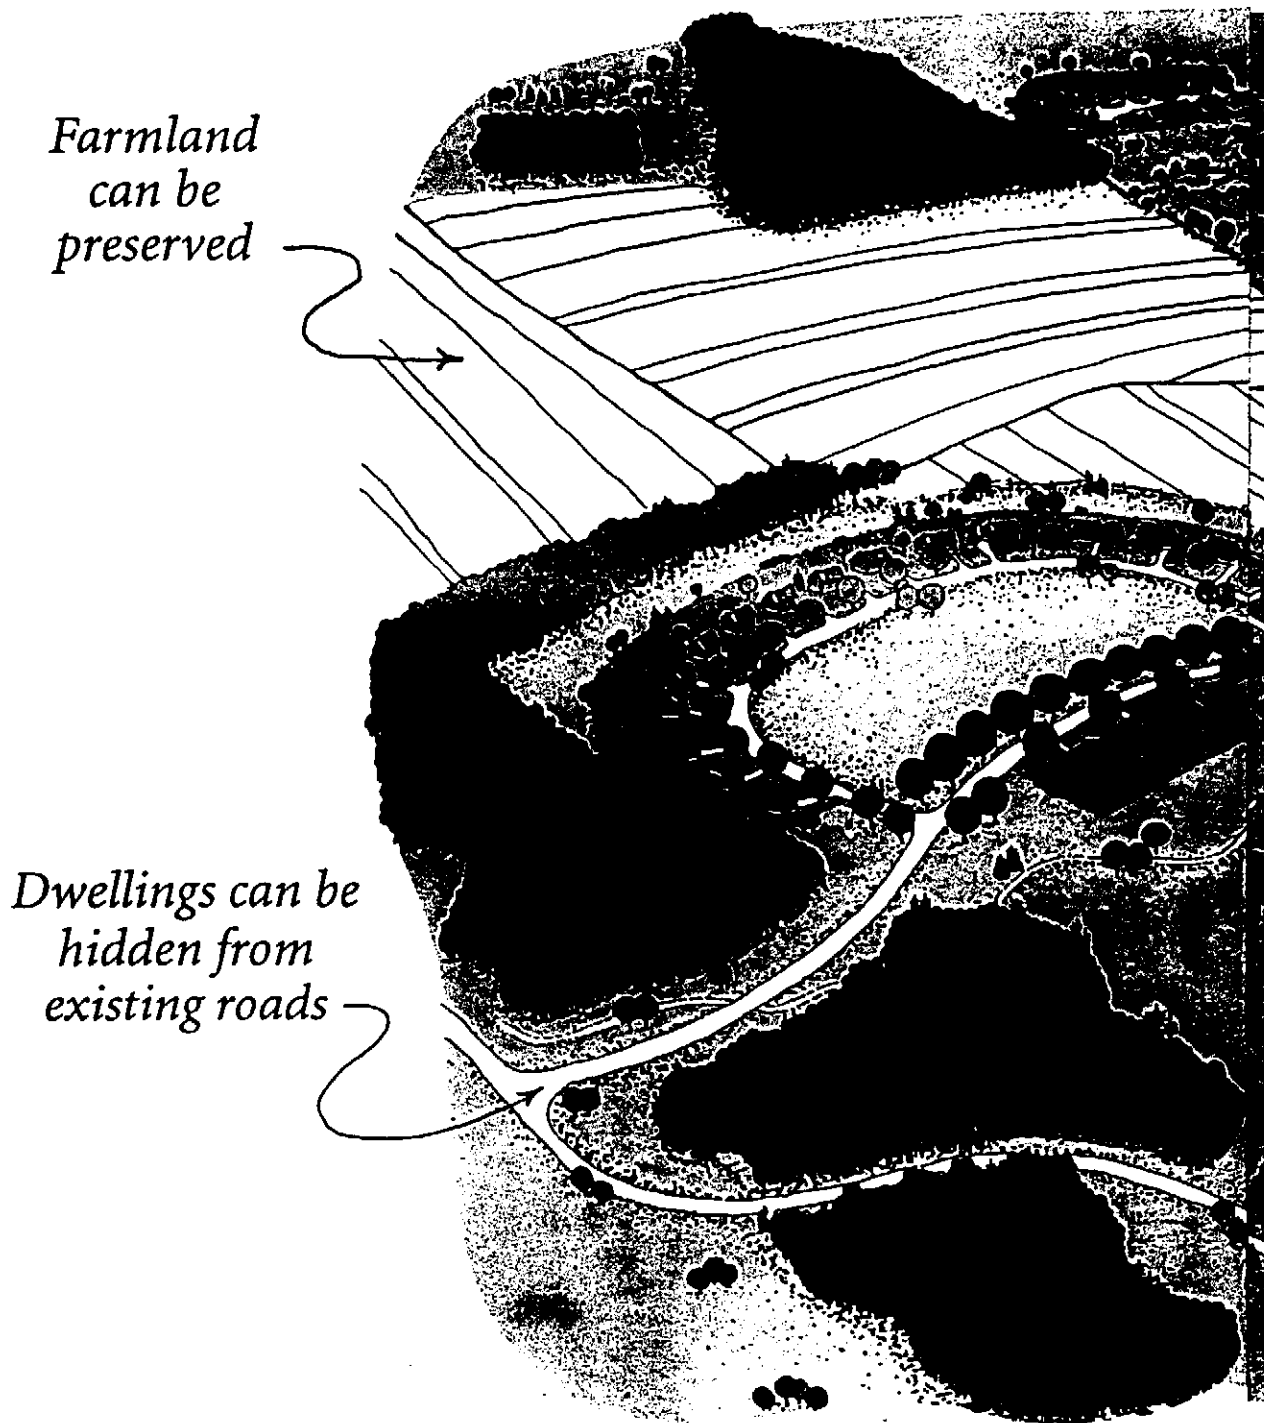 Farmland
can be
preserved
Dwellings can be
hidden from
existing roads